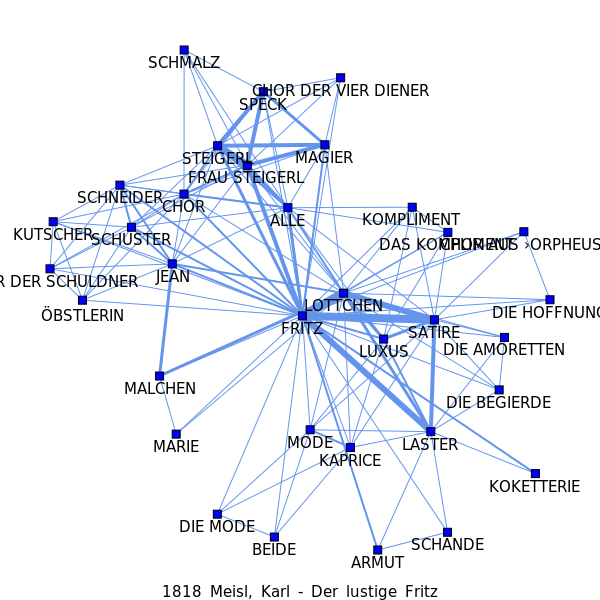 SCHMALZ
CHOR DER VIER DIENER
SPECK
STEIGERL
MAGIER
FRAU STEIGERL
SCHNEIDER
CHOR
ALLE
KOMPLIMENT
KUTSCHER
SCHUSTER
DAS KOMPLIMENT
CHOR AUS ›ORPHEUS
JEAN
R DER SCHULDNER
LOTTCHEN
ÖBSTLERIN
DIE HOFFNUNG
FRITZ
SATIRE
LUXUS
DIE AMORETTEN
MALCHEN
DIE BEGIERDE
MARIE
MODE
LASTER
KAPRICE
KOKETTERIE
DIE MODE
BEIDE
SCHANDE
ARMUT
1818 Meisl, Karl - Der lustige Fritz